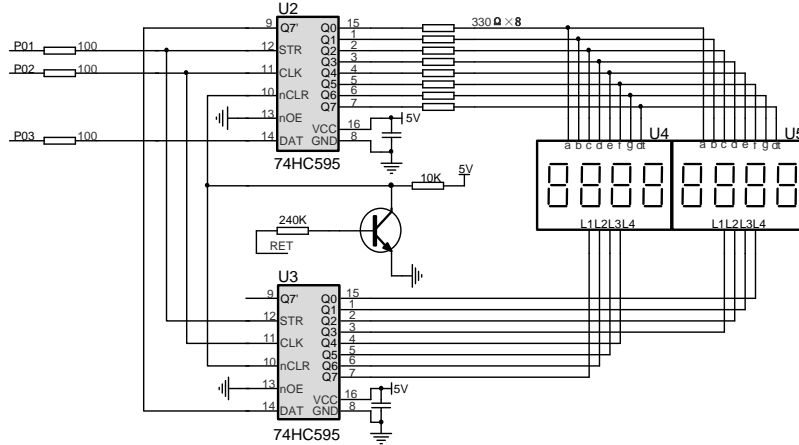 U2
9 Q7' Q0 15 330Ω×8
P01 100 12 STR Q1 1
Q2 2
P02 100 11 CLK Q3 3
Q4 4
10 nCLR Q5 5
Q6 6
13 nOE Q7 7
5V
VCC 16
P03 100 14 DAT GND 8
74HC595
U4 U5
a b c d e f g dt a b c d e f g dt
10K 5V
240K
RET
L1 L2 L3 L4 L1 L2 L3 L4
U3
9 Q7' Q0 15
Q1 1
12 STR Q2 2
Q3 3
11 CLK Q4 4
Q5 5
10 nCLR Q6 6
Q7 7
13 nOE 5V
VCC 16
14 DAT GND 8
74HC595